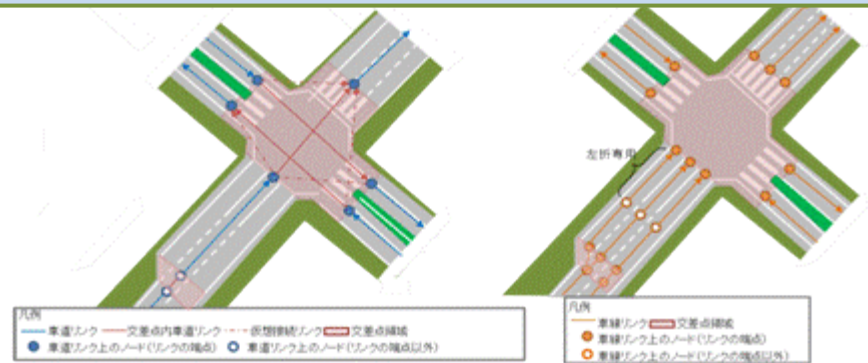 左折専用
凡例
車道リンク 交差点内車道リンク 仮想接続リンク 交差点領域
車道リンク上のノード(リンクの端点) 車道リンク上のノード(リンクの端点以外)
凡例
車線リンク 交差点領域
車線リンク上のノード(リンクの端点)
車線リンク上のノード(リンクの端点以外)